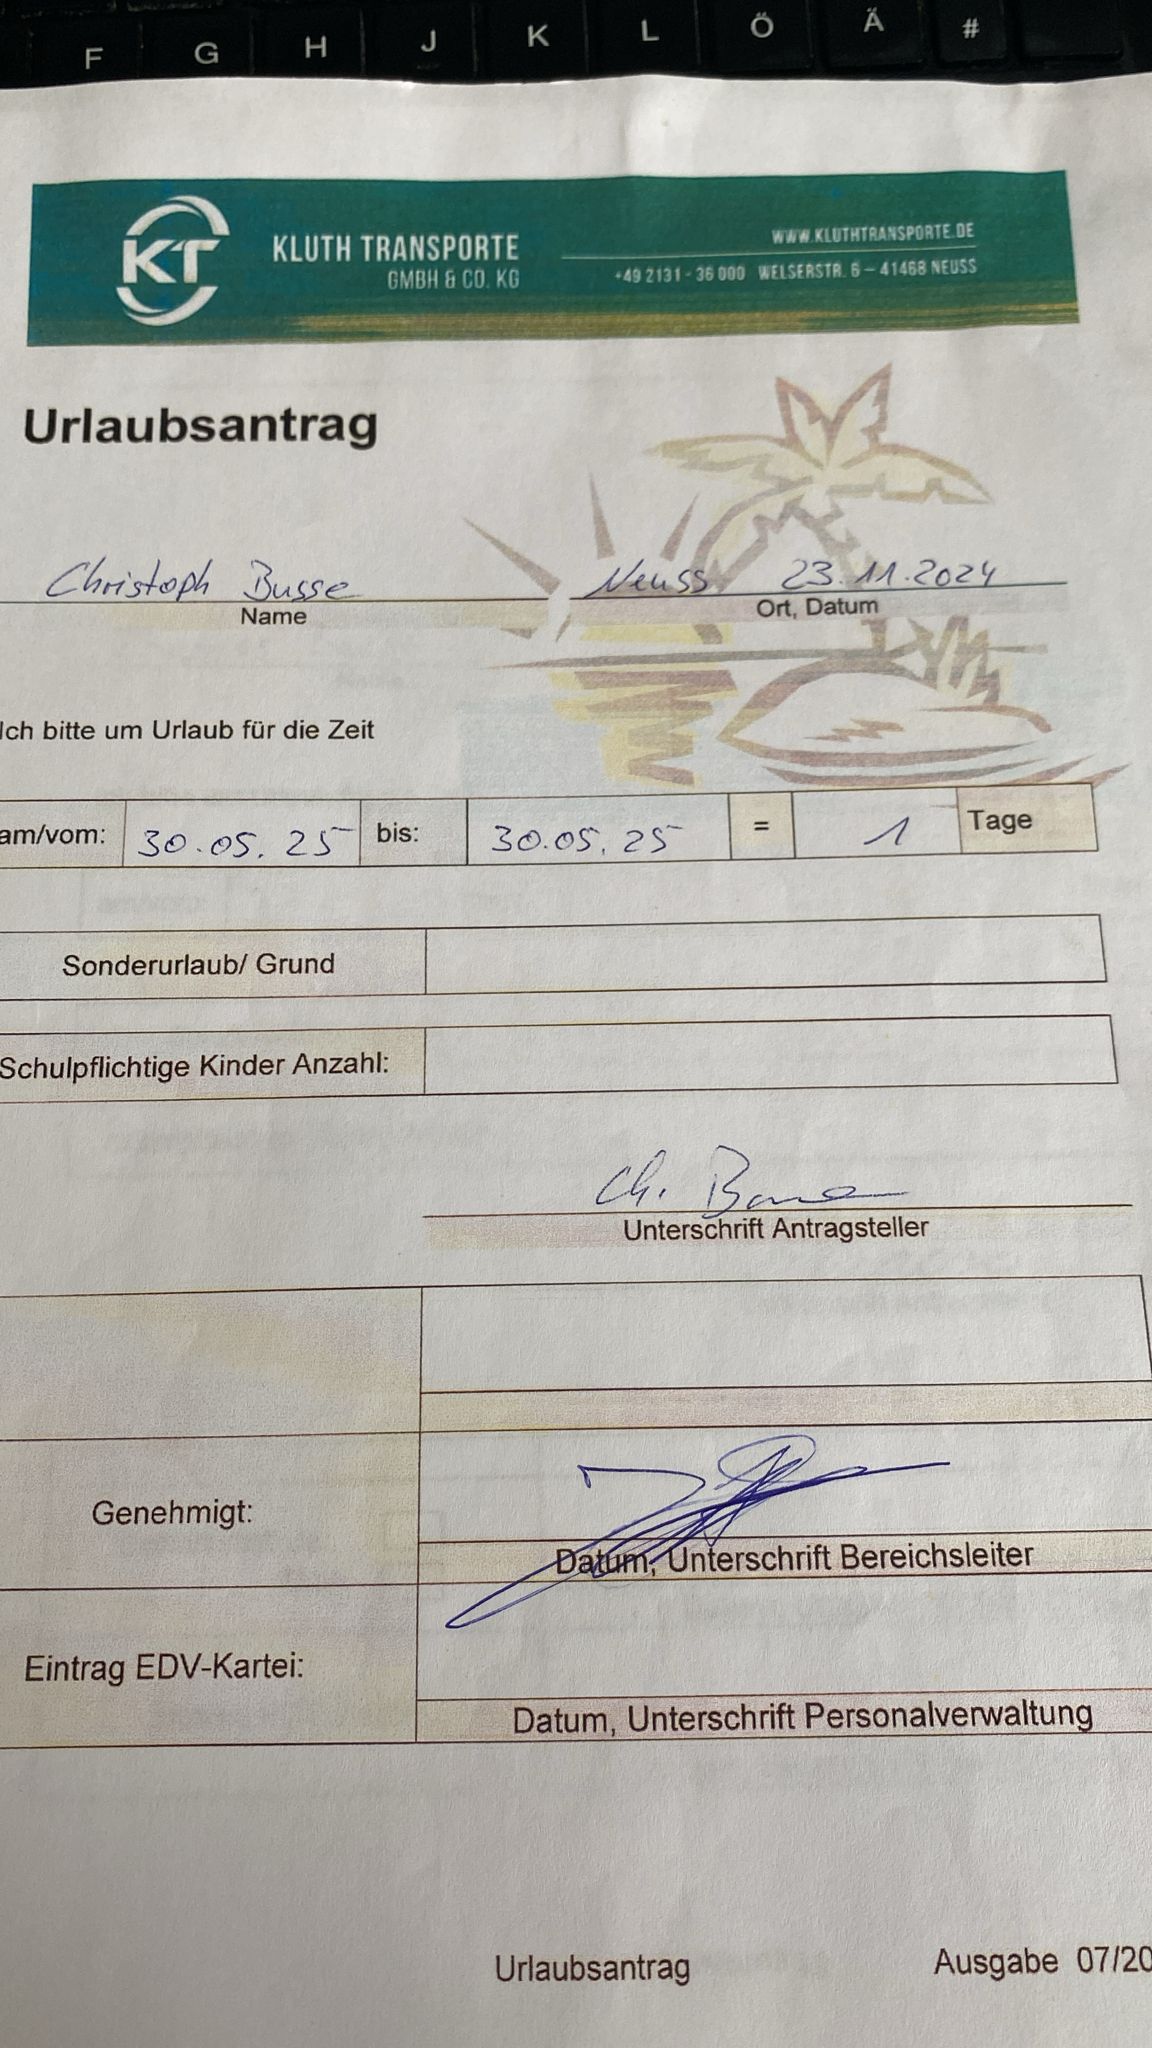 F G H J K L Ö Ä #
KT
KLUTH TRANSPORTE
GMBH & CO. KG
WWW.KLUTHTRANSPORTE.DE
+49 2131 - 36 000 WELSERSTR. 6 – 41468 NEUSS
Urlaubsantrag
Christoph Busse Neuss 23.11.2024
Name Ort, Datum
Ich bitte um Urlaub für die Zeit
am/vom: 30.05.25 bis: 30.05.25 = 1 Tage
Sonderurlaub/ Grund
Schulpflichtige Kinder Anzahl:
Ch. Busse
Unterschrift Antragsteller
Genehmigt:
Datum, Unterschrift Bereichsleiter
Eintrag EDV-Kartei:
Datum, Unterschrift Personalverwaltung
Urlaubsantrag Ausgabe 07/20